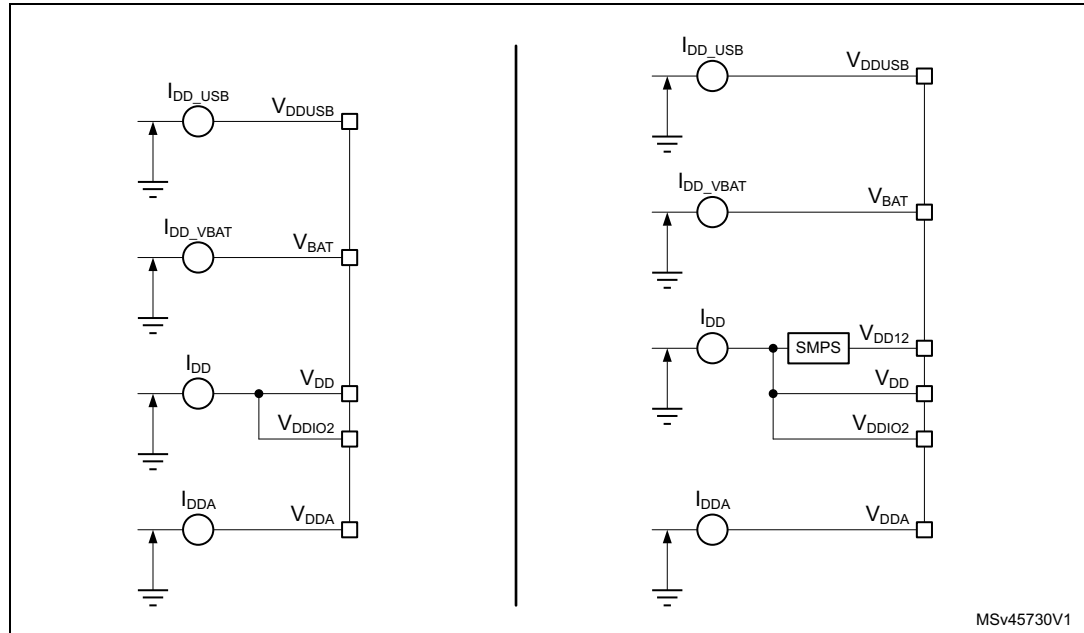 I_DD_USB
V_DDUSB
I_DD_VBAT
V_BAT
I_DD
V_DD
V_DDIO2
I_DDA
V_DDA
I_DD_USB
V_DDUSB
I_DD_VBAT
V_BAT
I_DD
SMPS
V_DD12
V_DD
V_DDIO2
I_DDA
V_DDA
MSv45730V1